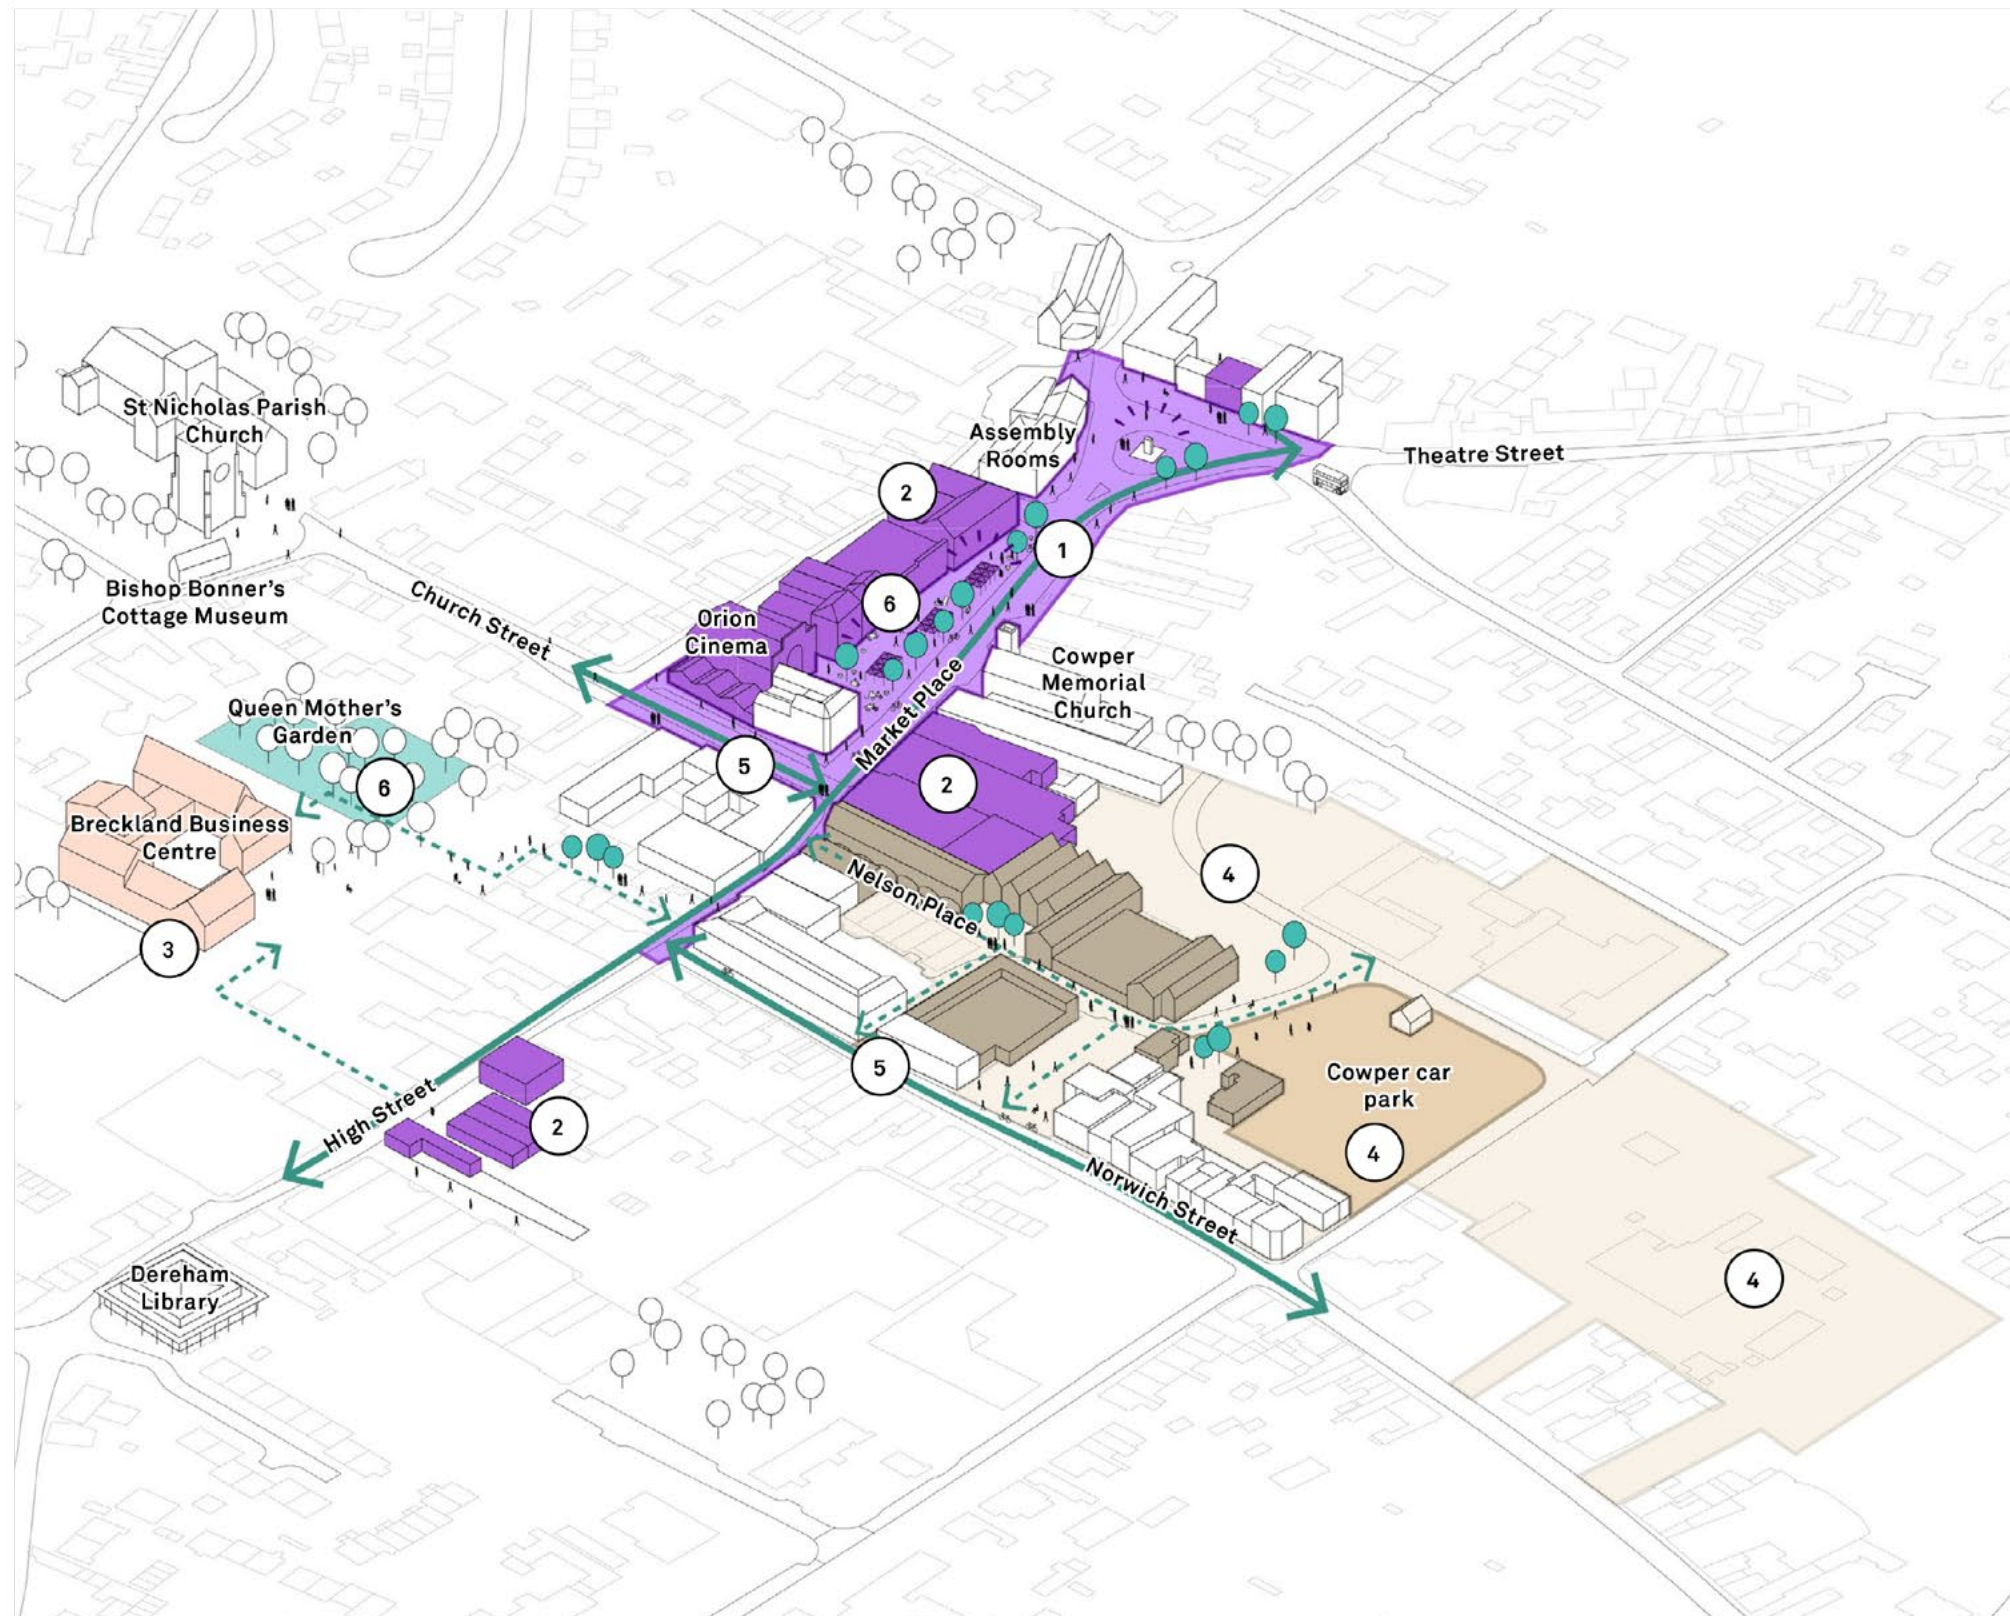 St Nicholas Parish
Church
Assembly
Rooms
Theatre Street
2
1
Bishop Bonner's
Cottage Museum
Church Street
6
Orion
Cinema
Cowper
Memorial
Church
Market Place
Queen Mother's
Garden
6
5
2
Breckland Business
Centre
3
Nelson Place
4
5
Cowper car
park
4
High Street
2
Norwich Street
4
Dereham
Library